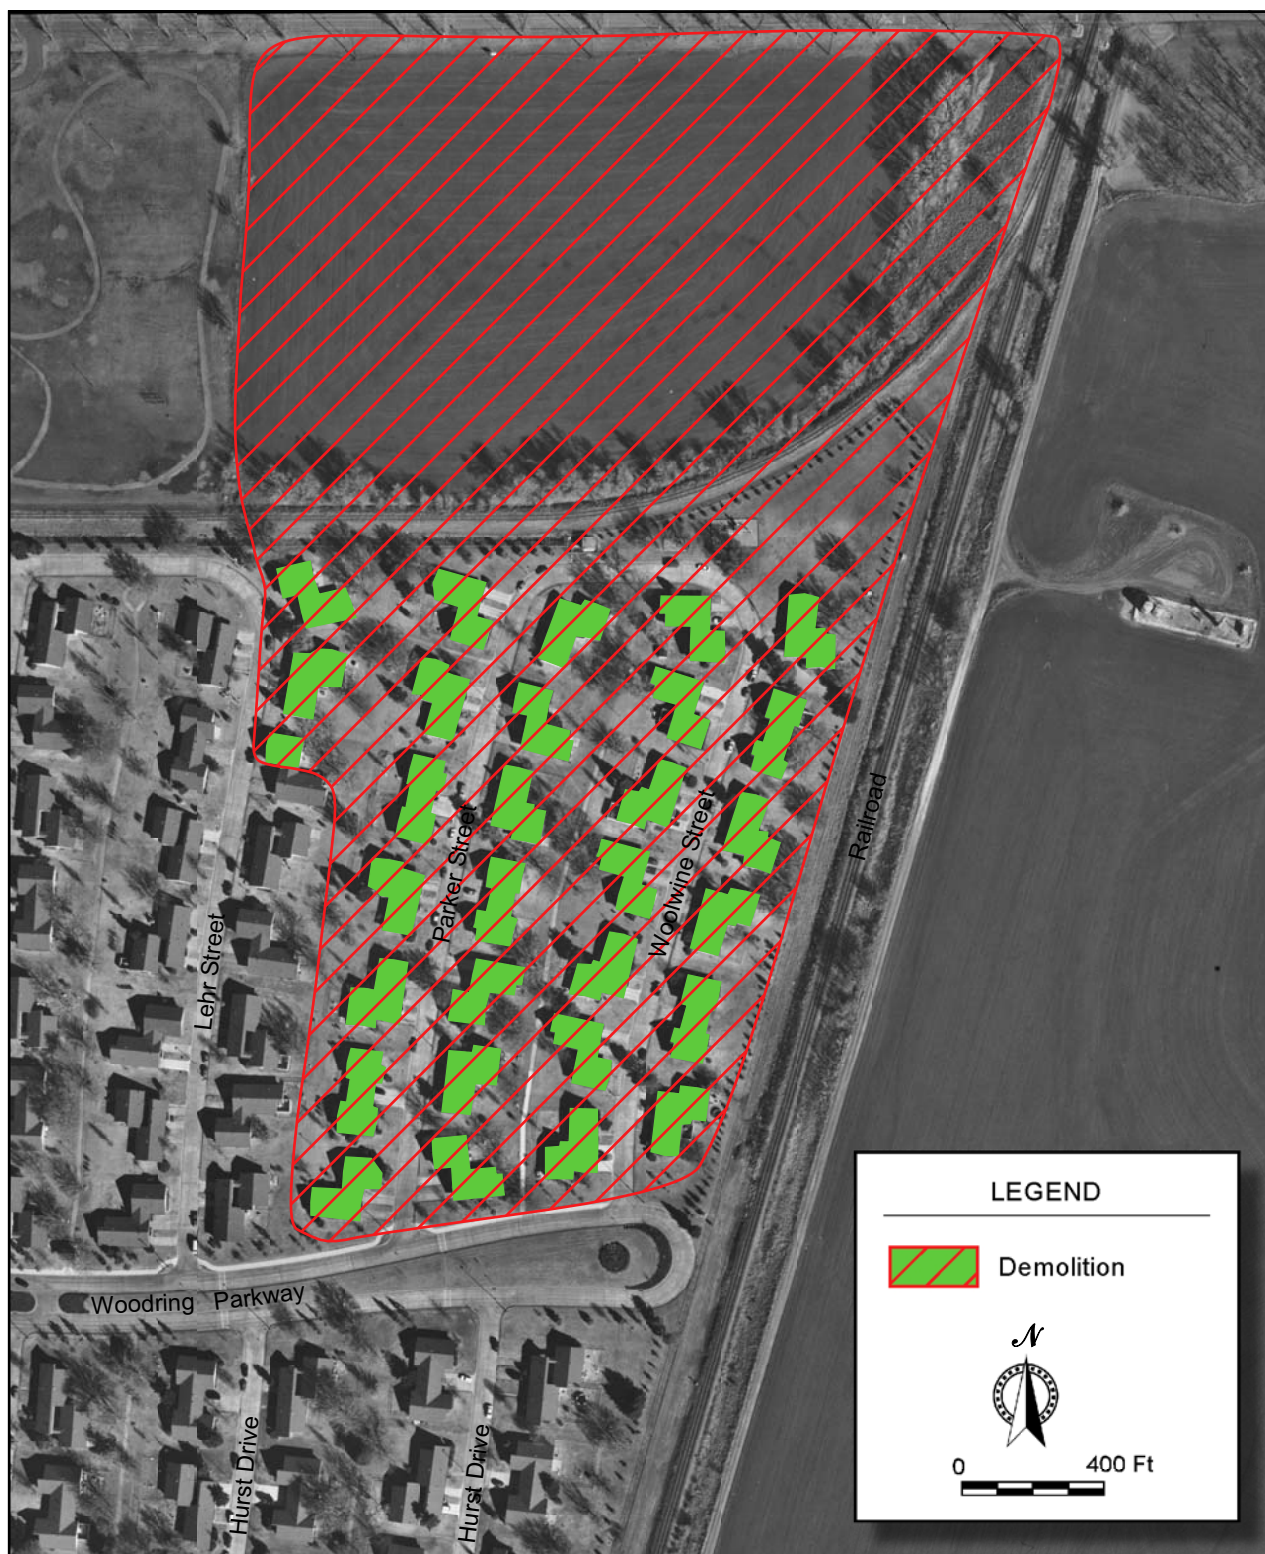 Railroad
Woolwine Street
Parker Street
Lehr Street
Woodring Parkway
Hurst Drive
Hurst Drive
LEGEND
Demolition
N
0 400 Ft